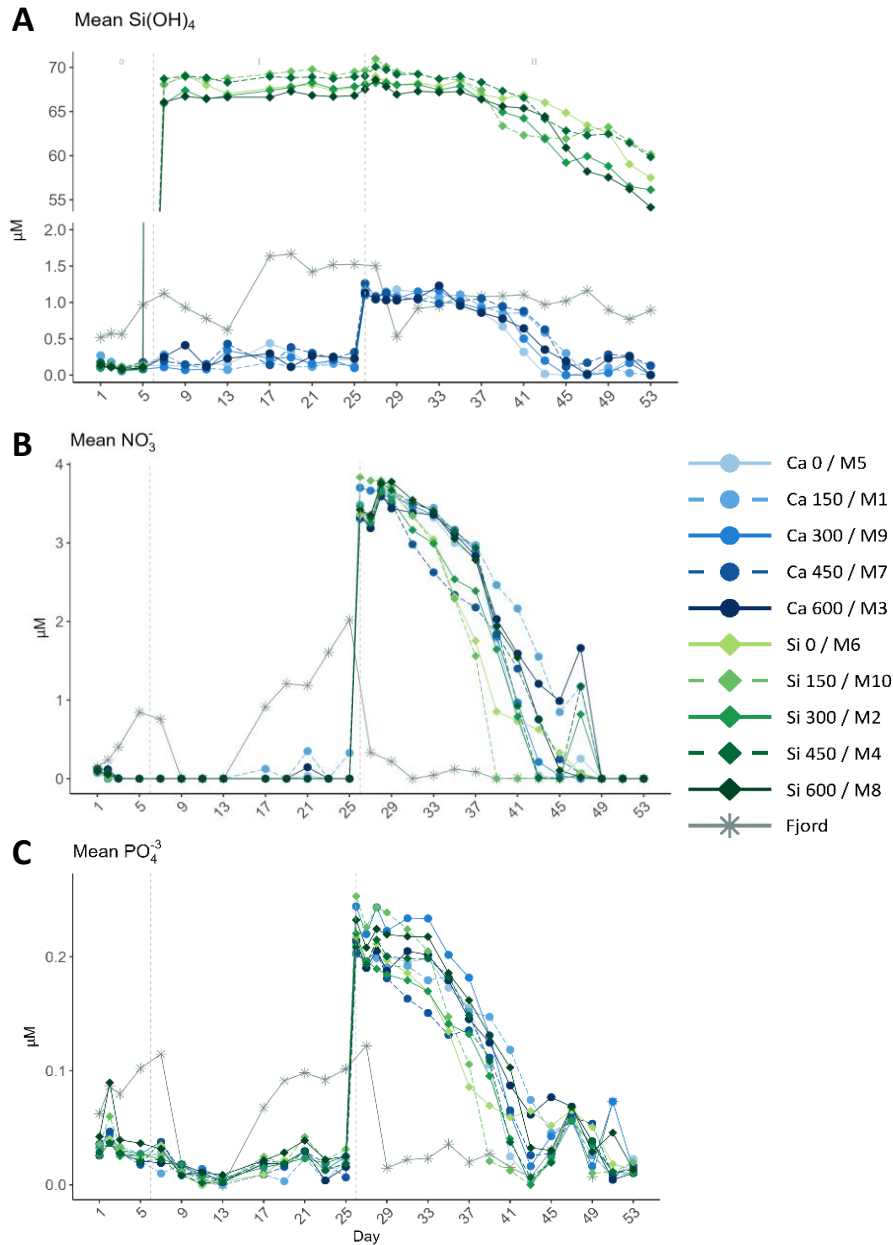 A
Mean Si(OH)4
0 I II
70
65
60
55
µM
2.0
1.5
1.0
0.5
0.0
1 5 9 13 17 21 25 29 33 37 41 45 49 53
B
Mean NO3-
4
3
2
1
0
µM
1 5 9 13 17 21 25 29 33 37 41 45 49 53
Ca 0 / M5
Ca 150 / M1
Ca 300 / M9
Ca 450 / M7
Ca 600 / M3
Si 0 / M6
Si 150 / M10
Si 300 / M2
Si 450 / M4
Si 600 / M8
Fjord
C
Mean PO4-3
0.2
0.1
0.0
µM
1 5 9 13 17 21 25 29 33 37 41 45 49 53
Day